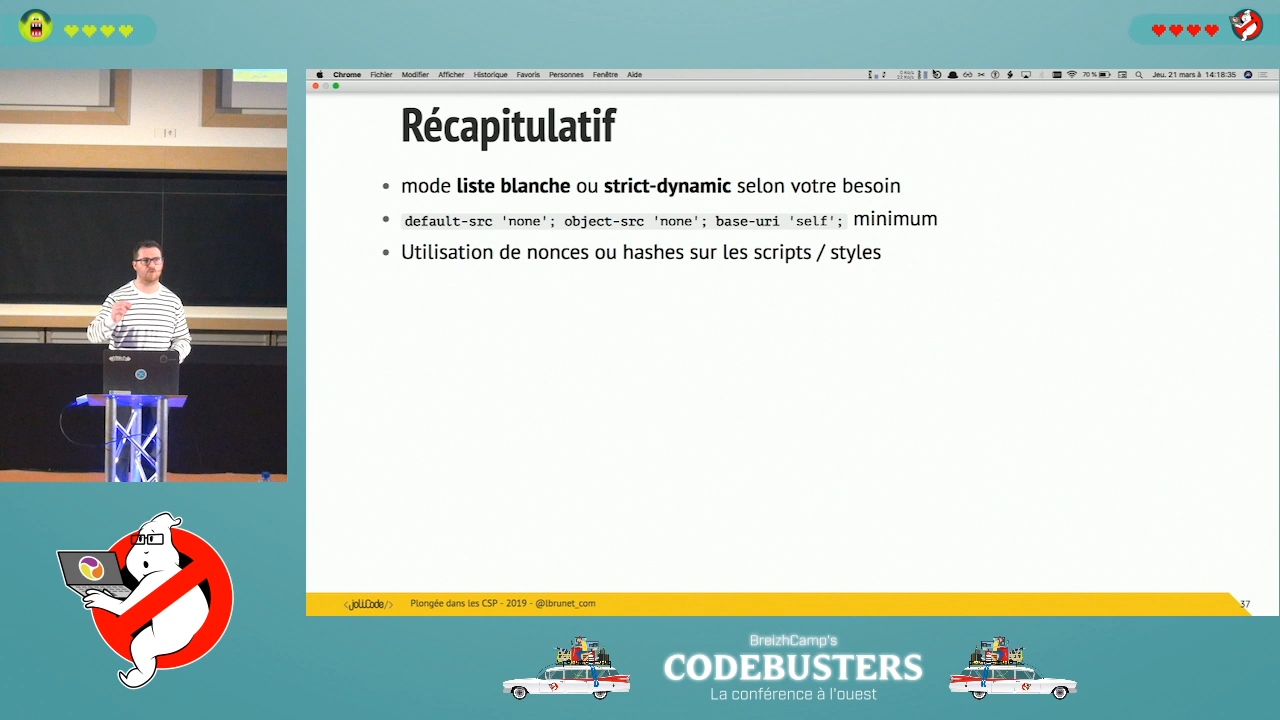 Chrome Fichier Modifier Afficher Historique Favoris Personnes Fenêtre Aide
70 % Jeu. 21 mars à 14:18:35
Récapitulatif
mode liste blanche ou strict-dynamic selon votre besoin
default-src 'none'; object-src 'none'; base-uri 'self'; minimum
Utilisation de nonces ou hashes sur les scripts / styles
<joliCode/> Plongée dans les CSP - 2019 - @lbrunet_com 37
BreizhCamp's
CODEBUSTERS
La conférence à l'ouest